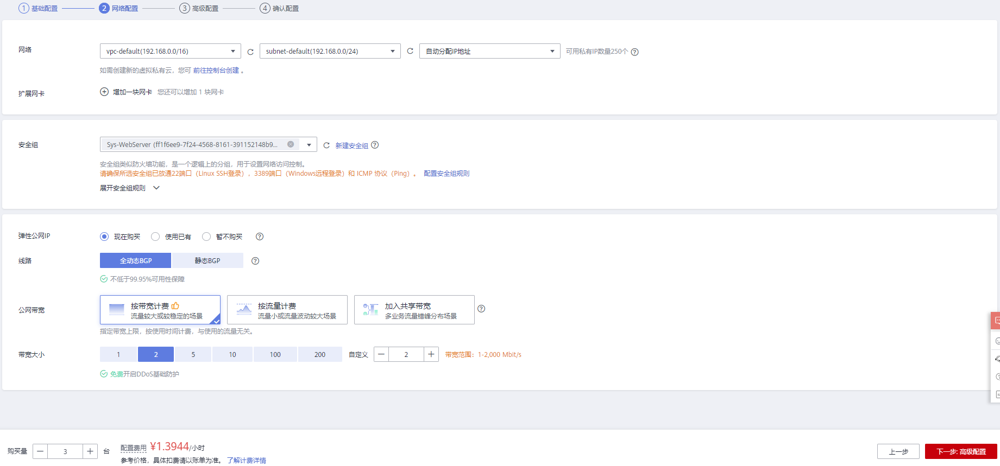 1 基础配置 2 网络配置 3 高级配置 4 确认配置
网络 vpc-default(192.168.0.0/16) subnet-default(192.168.0.0/24) 自动分配IP地址 可用私有IP数量250个
如需创建新的虚拟私有云，您可 前往控制台创建 。
扩展网卡 增加一块网卡 您还可以增加 1 块网卡
安全组 Sys-WebServer (ff1f6ee9-7f24-4568-8161-391152148b9... 新建安全组
安全组类似防火墙功能，是一个逻辑上的分组，用于设置网络访问控制。
请确保所选安全组已放通22端口（Linux SSH登录），3389端口（Windows远程登录）和 ICMP 协议（Ping）。 配置安全组规则
展开安全组规则
弹性公网IP 现在购买 使用已有 暂不购买
线路 全动态BGP 静态BGP
不低于99.95%可用性保障
公网带宽 按带宽计费 按流量计费 加入共享带宽
流量较大或较稳定的场景 流量小或流量波动较大场景 多业务流量错峰分布场景
指定带宽上限，按使用时间计费，与使用的流量无关。
带宽大小 1 2 5 10 100 200 自定义 2 带宽范围：1-2,000 Mbit/s
免费开启DDoS基础防护
购买量 3 台 配置费用 ¥1.3944/小时 上一步 下一步: 高级配置
参考价格，具体扣费请以账单为准。 了解计费详情